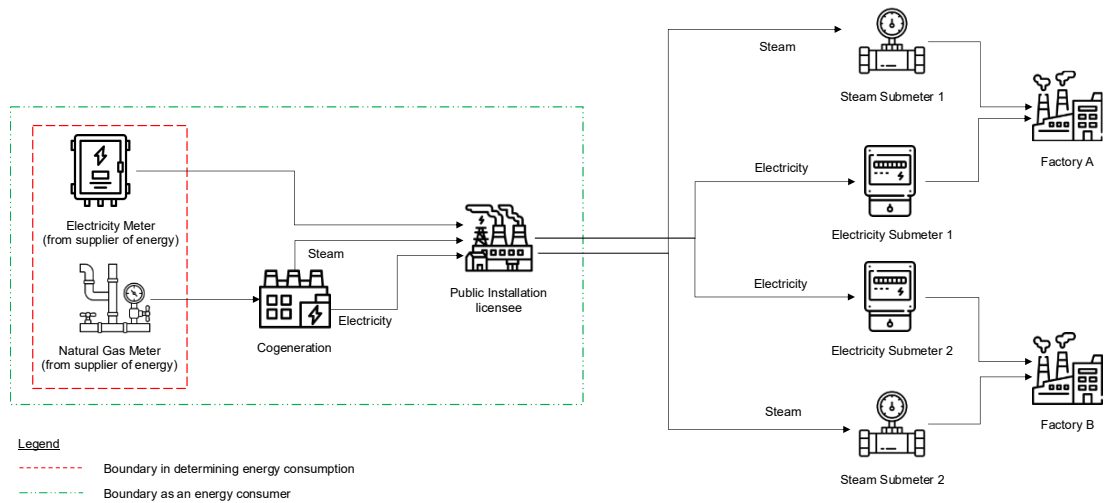 Steam
Steam Submeter 1
Factory A
Electricity
Electricity Submeter 1
Electricity Meter
(from supplier of energy)
Steam
Public Installation
licensee
Electricity
Natural Gas Meter
(from supplier of energy)
Cogeneration
Electricity
Electricity Submeter 2
Steam
Factory B
Steam Submeter 2
Legend
Boundary in determining energy consumption
Boundary as an energy consumer